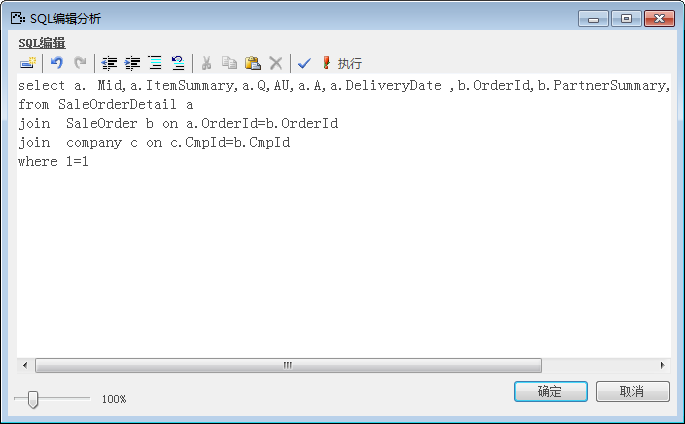 SQL编辑分析
SQL编辑
执行
select a. Mid,a.ItemSummary,a.Q,AU,a.A,a.DeliveryDate ,b.OrderId,b.PartnerSummary,
from SaleOrderDetail a
join  SaleOrder b on a.OrderId=b.OrderId
join  company c on c.CmpId=b.CmpId
where 1=1
100%
确定
取消